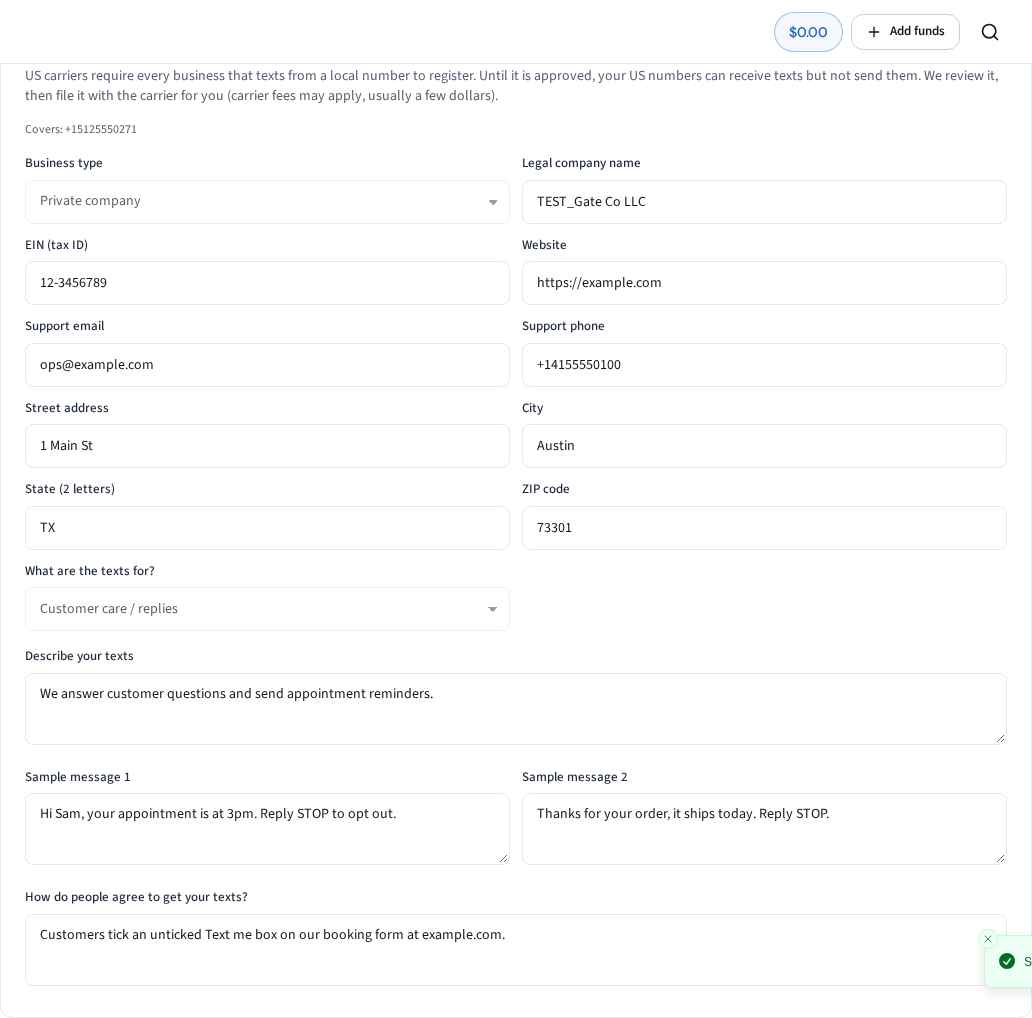 $0.00
Add funds
US carriers require every business that texts from a local number to register. Until it is approved, your US numbers can receive texts but not send them. We review it,
then file it with the carrier for you (carrier fees may apply, usually a few dollars).
Covers: +15125550271
Business type
Legal company name
Private company
TEST_Gate Co LLC
EIN (tax ID)
Website
12-3456789
https://example.com
Support email
Support phone
ops@example.com
+14155550100
Street address
City
1 Main St
Austin
State (2 letters)
ZIP code
TX
73301
What are the texts for?
Customer care / replies
Describe your texts
We answer customer questions and send appointment reminders.
Sample message 1
Sample message 2
Hi Sam, your appointment is at 3pm. Reply STOP to opt out.
Thanks for your order, it ships today. Reply STOP.
How do people agree to get your texts?
Customers tick an unticked Text me box on our booking form at example.com.